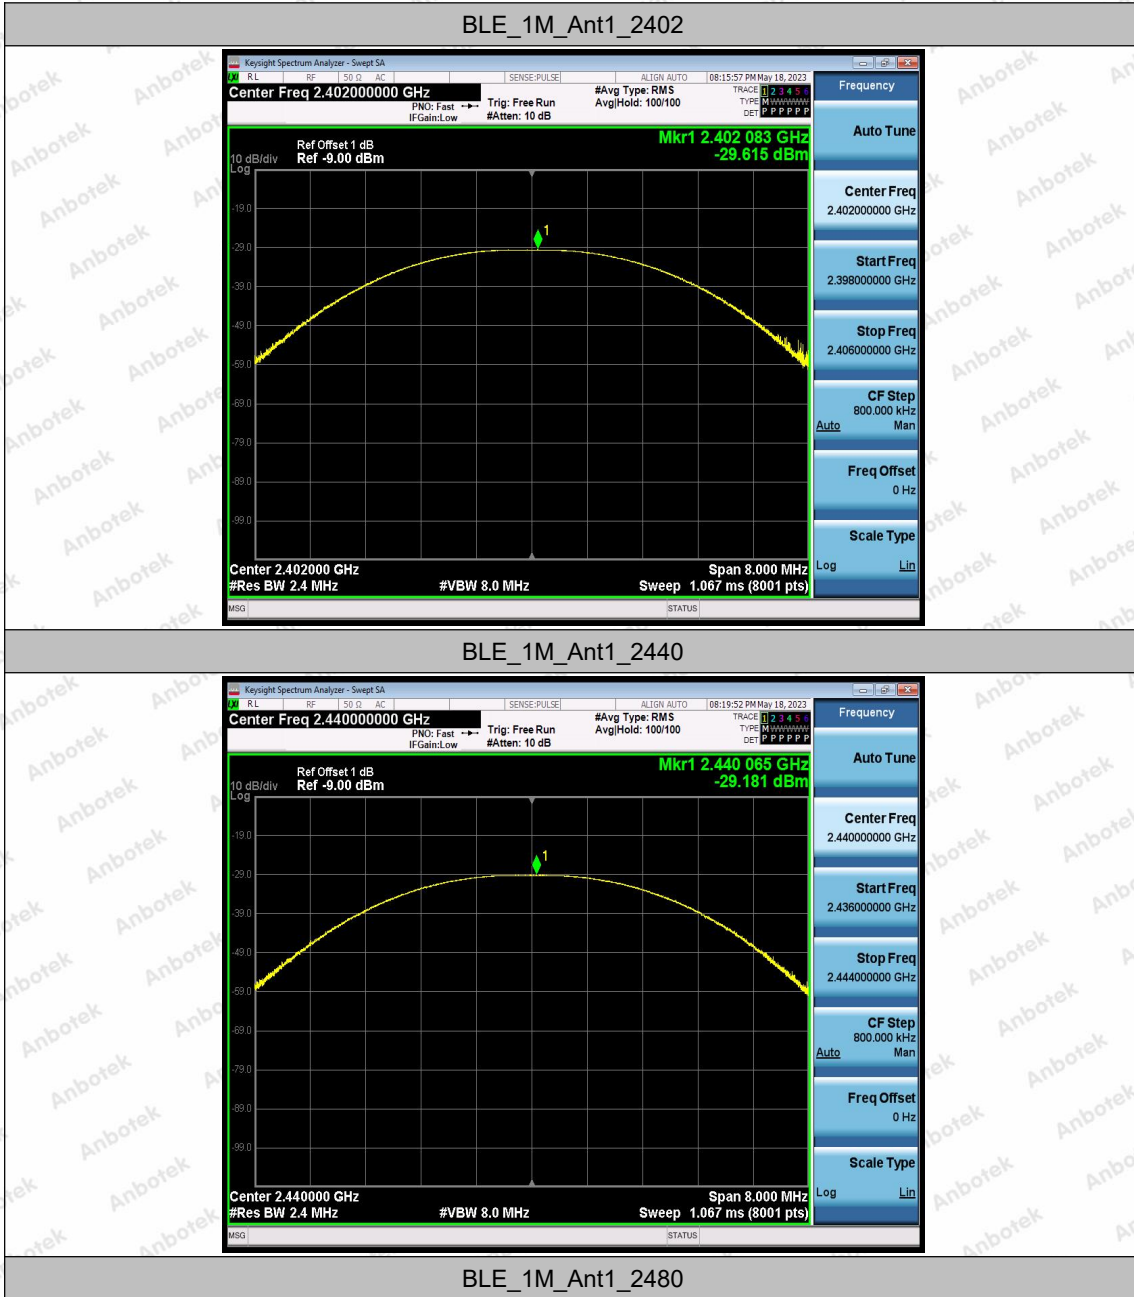 BLE_1M_Ant1_2402
Keysight Spectrum Analyzer - Swept SA
LXI RL RF 50 Ω AC SENSE:PULSE ALIGN AUTO 08:15:57 PM May 18, 2023
Center Freq 2.402000000 GHz
PNO: Fast
IFGain:Low
Trig: Free Run
#Atten: 10 dB
#Avg Type: RMS
Avg|Hold: 100/100
TRACE 1 2 3 4 5 6
TYPE M WWWWW
DET P P P P P P
Frequency
Auto Tune
Center Freq
2.402000000 GHz
Start Freq
2.398000000 GHz
Stop Freq
2.406000000 GHz
CF Step
800.000 kHz
Auto Man
Freq Offset
0 Hz
Scale Type
Log Lin
Mkr1 2.402 083 GHz
-29.615 dBm
Ref Offset 1 dB
10 dB/div Ref -9.00 dBm
Log
1
-19.0
-29.0
-39.0
-49.0
-59.0
-69.0
-79.0
-89.0
-99.0
Center 2.402000 GHz Span 8.000 MHz
#Res BW 2.4 MHz #VBW 8.0 MHz Sweep 1.067 ms (8001 pts)
MSG STATUS
BLE_1M_Ant1_2440
Keysight Spectrum Analyzer - Swept SA
LXI RL RF 50 Ω AC SENSE:PULSE ALIGN AUTO 08:19:52 PM May 18, 2023
Center Freq 2.440000000 GHz
PNO: Fast
IFGain:Low
Trig: Free Run
#Atten: 10 dB
#Avg Type: RMS
Avg|Hold: 100/100
TRACE 1 2 3 4 5 6
TYPE M WWWWW
DET P P P P P P
Frequency
Auto Tune
Center Freq
2.440000000 GHz
Start Freq
2.436000000 GHz
Stop Freq
2.444000000 GHz
CF Step
800.000 kHz
Auto Man
Freq Offset
0 Hz
Scale Type
Log Lin
Mkr1 2.440 065 GHz
-29.181 dBm
Ref Offset 1 dB
10 dB/div Ref -9.00 dBm
Log
1
-19.0
-29.0
-39.0
-49.0
-59.0
-69.0
-79.0
-89.0
-99.0
Center 2.440000 GHz Span 8.000 MHz
#Res BW 2.4 MHz #VBW 8.0 MHz Sweep 1.067 ms (8001 pts)
MSG STATUS
BLE_1M_Ant1_2480
Anbotek